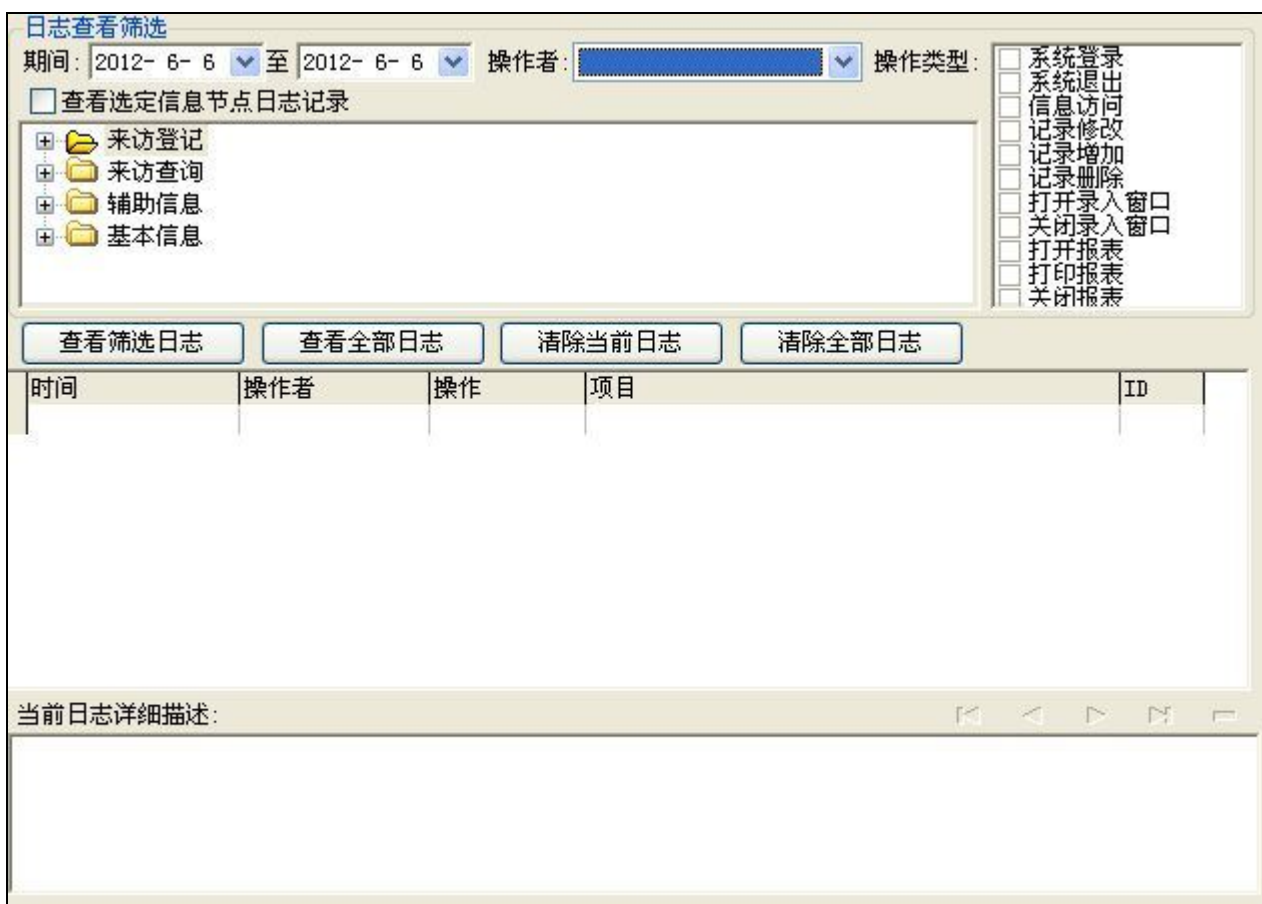 日志查看筛选
期间: 2012- 6- 6 至 2012- 6- 6 操作者: 操作类型:
系统登录
系统退出
信息访问
记录修改
记录增加
记录删除
打开录入窗口
关闭录入窗口
打开报表
打印报表
关闭报表
查看选定信息节点日志记录
来访登记
来访查询
辅助信息
基本信息
查看筛选日志 查看全部日志 清除当前日志 清除全部日志
时间 操作者 操作 项目 ID
当前日志详细描述: